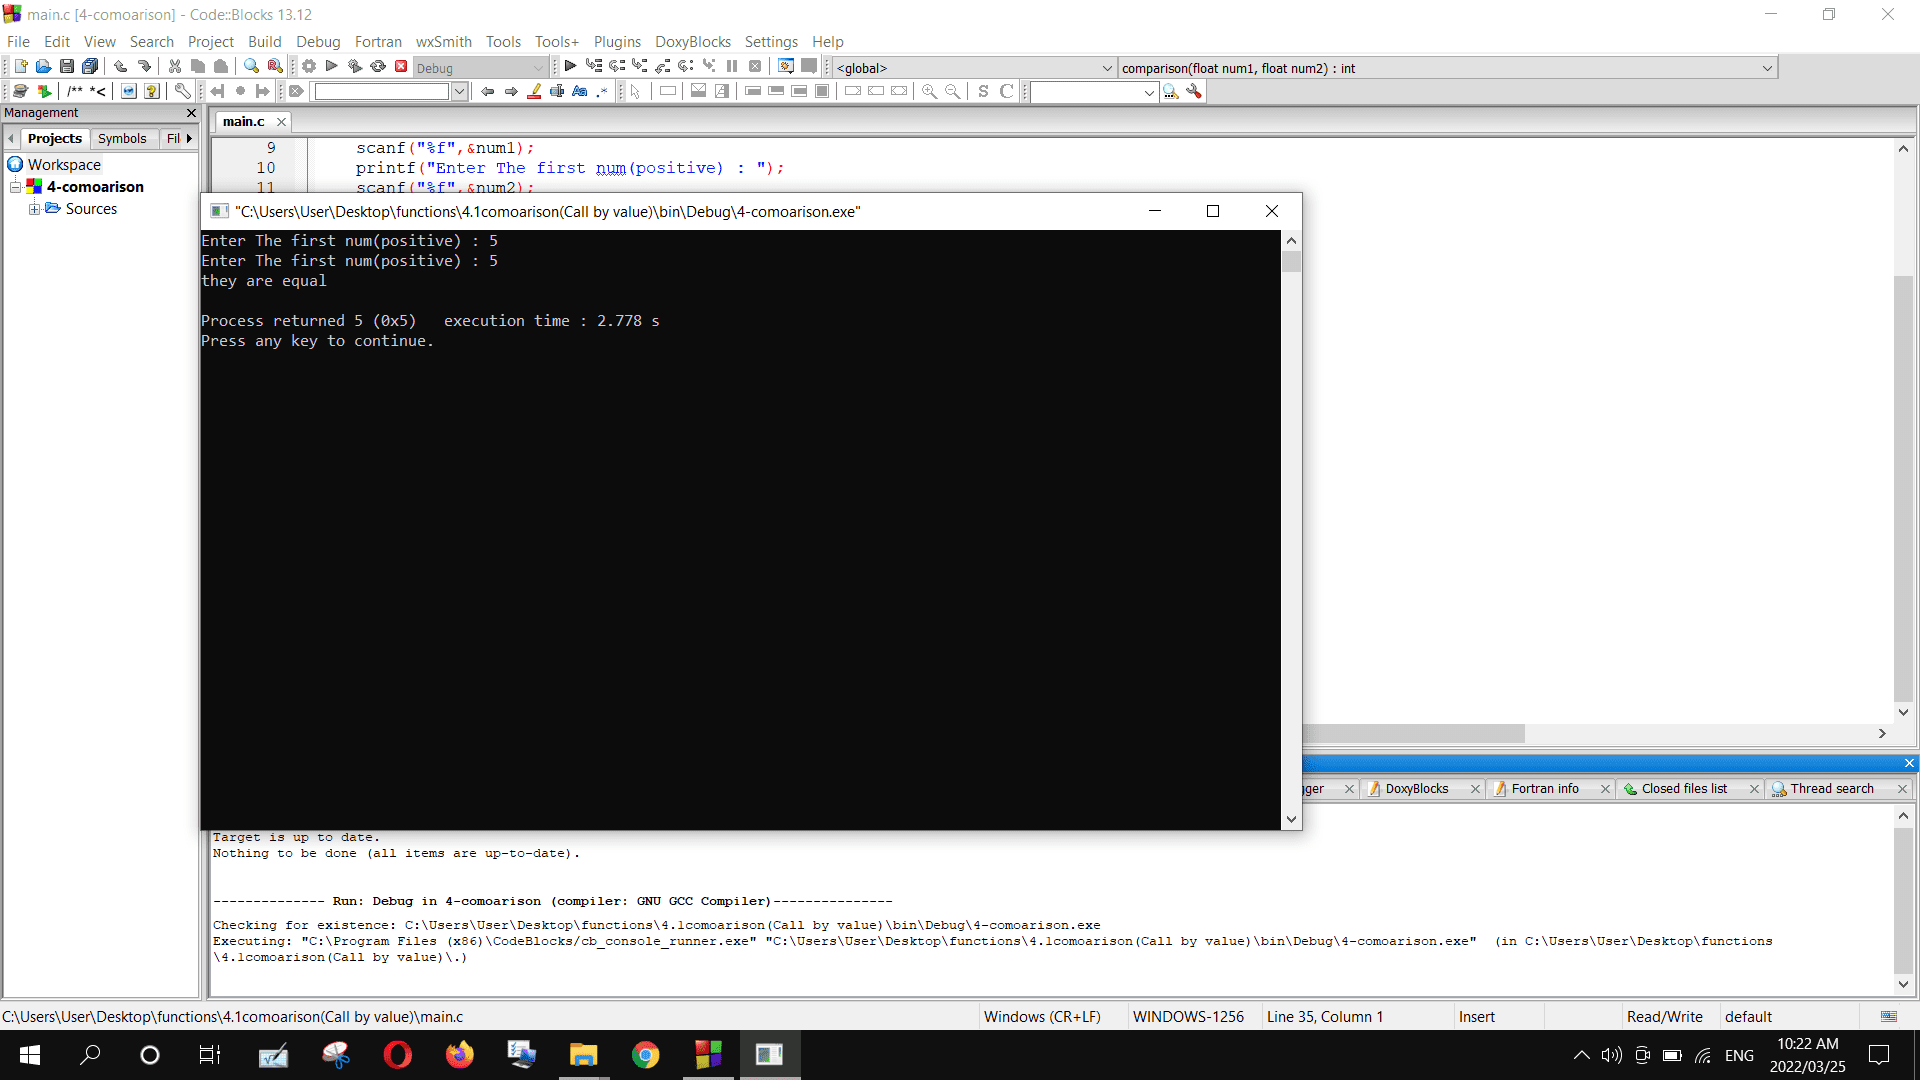 main.c [4-comoarison] - Code::Blocks 13.12
File Edit View Search Project Build Debug Fortran wxSmith Tools Tools+ Plugins DoxyBlocks Settings Help
Debug
<global>
comparison(float num1, float num2) : int
/** *<
Aa .*
S C
Management
main.c
Projects Symbols Fil
Workspace
4-comoarison
Sources
9 scanf("%f",&num1);
10 printf("Enter The first num(positive) : ");
11 scanf("%f",&num2);
"C:\Users\User\Desktop\functions\4.1comoarison(Call by value)\bin\Debug\4-comoarison.exe"
Enter The first num(positive) : 5
Enter The first num(positive) : 5
they are equal
Process returned 5 (0x5) execution time : 2.778 s
Press any key to continue.
gger DoxyBlocks Fortran info Closed files list Thread search
Target is up to date.
Nothing to be done (all items are up-to-date).
-------------- Run: Debug in 4-comoarison (compiler: GNU GCC Compiler)---------------
Checking for existence: C:\Users\User\Desktop\functions\4.1comoarison(Call by value)\bin\Debug\4-comoarison.exe
Executing: "C:\Program Files (x86)\CodeBlocks/cb_console_runner.exe" "C:\Users\User\Desktop\functions\4.1comoarison(Call by value)\bin\Debug\4-comoarison.exe" (in C:\Users\User\Desktop\functions
\4.1comoarison(Call by value)\.)
C:\Users\User\Desktop\functions\4.1comoarison(Call by value)\main.c
Windows (CR+LF) WINDOWS-1256 Line 35, Column 1 Insert Read/Write default
ENG
10:22 AM
2022/03/25